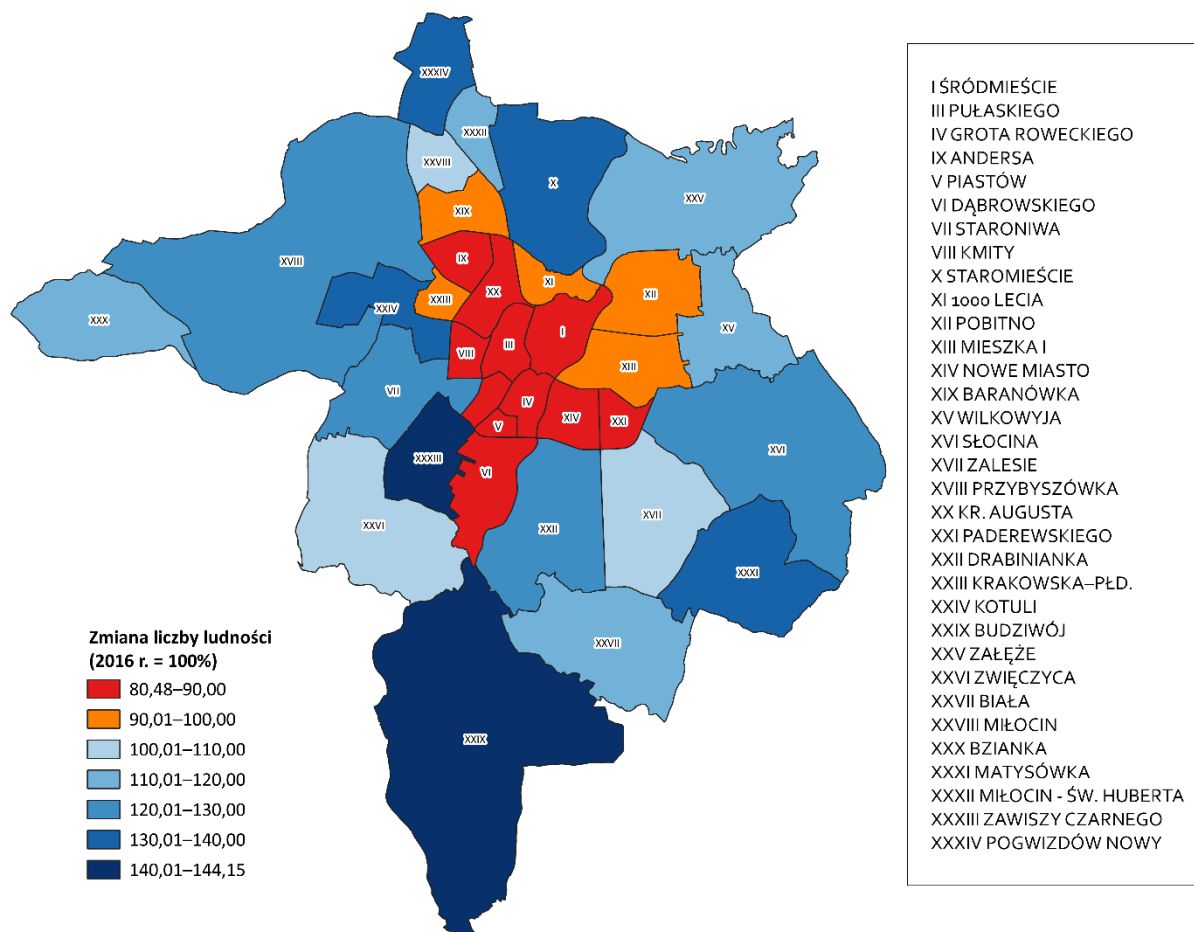 XXXIV
XXXII
XXVIII
X
XXV
XIX
IX
XVIII
XI
XX
XII
XXIII
XXIV
XXX
I
XV
III
VIII
XIII
VII
IV
XIV
XXI
V
XVI
XXXIII
VI
XXII
XVII
XXVI
XXXI
XXVII
XXIX
Zmiana liczby ludności
(2016 r. = 100%)
80,48–90,00
90,01–100,00
100,01–110,00
110,01–120,00
120,01–130,00
130,01–140,00
140,01–144,15
I ŚRÓDMIEŚCIE
III PUŁASKIEGO
IV GROTA ROWECKIEGO
IX ANDERSA
V PIASTÓW
VI DĄBROWSKIEGO
VII STARONIWA
VIII KMITY
X STAROMIEŚCIE
XI 1000 LECIA
XII POBITNO
XIII MIESZKA I
XIV NOWE MIASTO
XIX BARANÓWKA
XV WILKOWYJA
XVI SŁOCINA
XVII ZALESIE
XVIII PRZYBYSZÓWKA
XX KR. AUGUSTA
XXI PADEREWSKIEGO
XXII DRABINIANKA
XXIII KRAKOWSKA–PŁD.
XXIV KOTULI
XXIX BUDZIWÓJ
XXV ZAŁĘŻE
XXVI ZWIĘCZYCA
XXVII BIAŁA
XXVIII MIŁOCIN
XXX BZIANKA
XXXI MATYSÓWKA
XXXII MIŁOCIN - ŚW. HUBERTA
XXXIII ZAWISZY CZARNEGO
XXXIV POGWIZDÓW NOWY